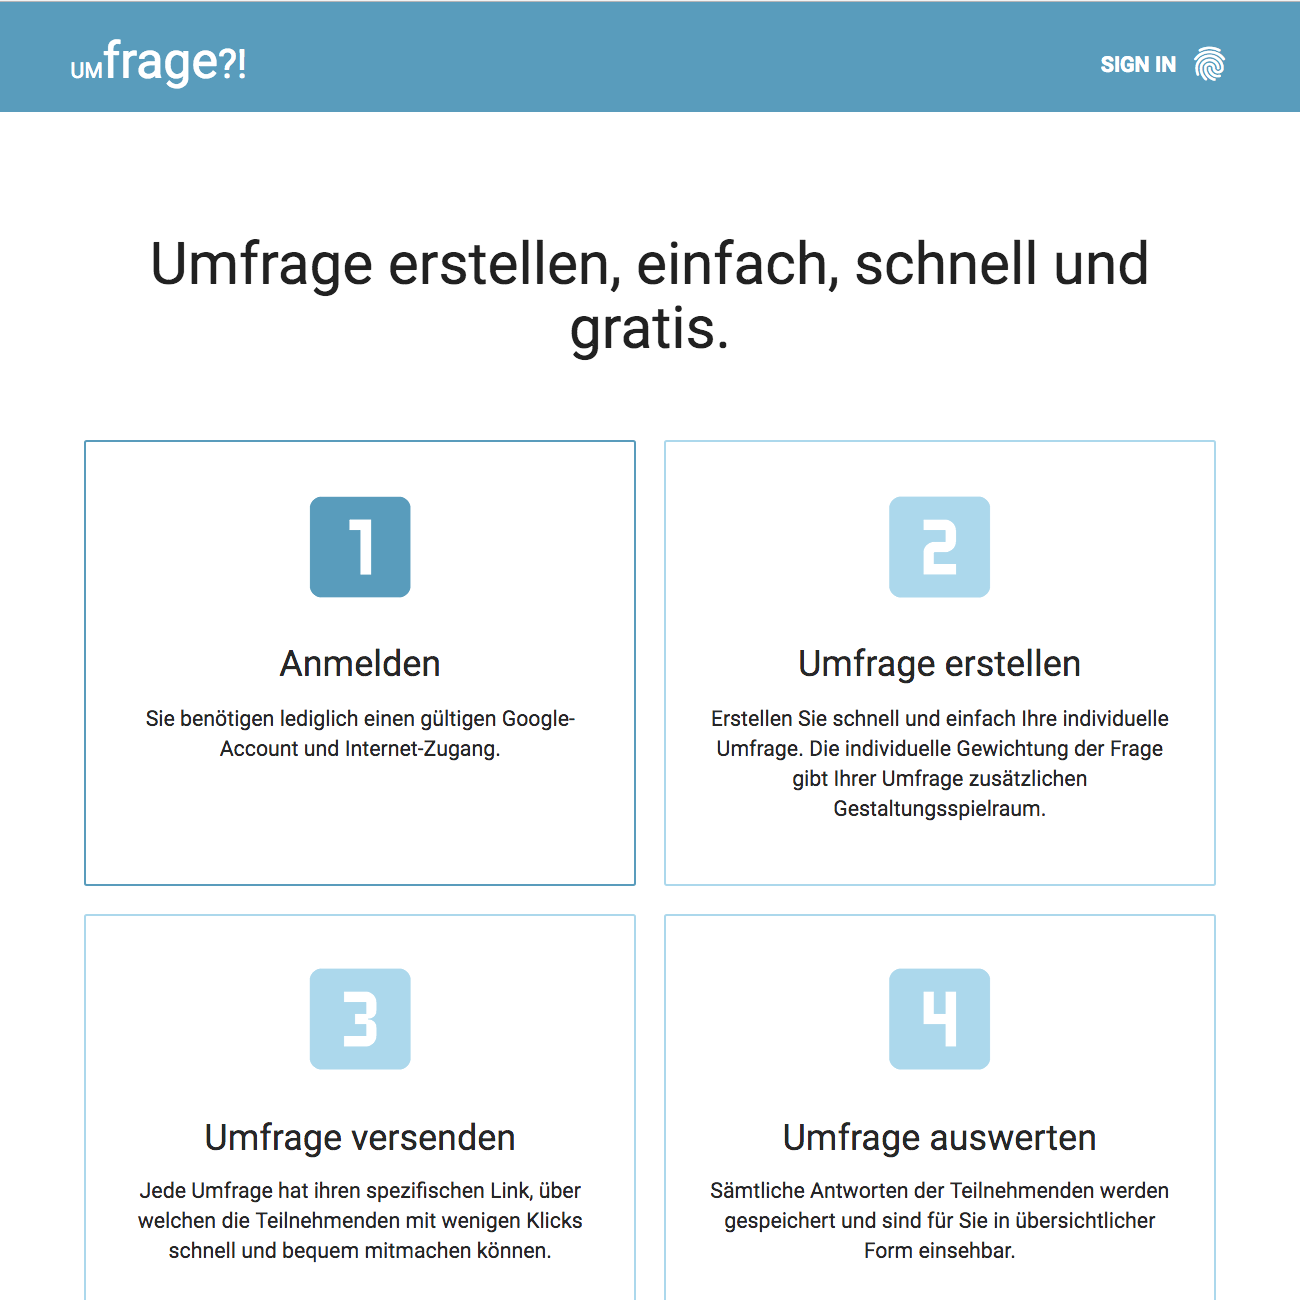 UMfrage?!
SIGN IN
Umfrage erstellen, einfach, schnell und
gratis.
1
Anmelden
Sie benötigen lediglich einen gültigen Google-
Account und Internet-Zugang.
2
Umfrage erstellen
Erstellen Sie schnell und einfach Ihre individuelle
Umfrage. Die individuelle Gewichtung der Frage
gibt Ihrer Umfrage zusätzlichen
Gestaltungsspielraum.
3
Umfrage versenden
Jede Umfrage hat ihren spezifischen Link, über
welchen die Teilnehmenden mit wenigen Klicks
schnell und bequem mitmachen können.
4
Umfrage auswerten
Sämtliche Antworten der Teilnehmenden werden
gespeichert und sind für Sie in übersichtlicher
Form einsehbar.